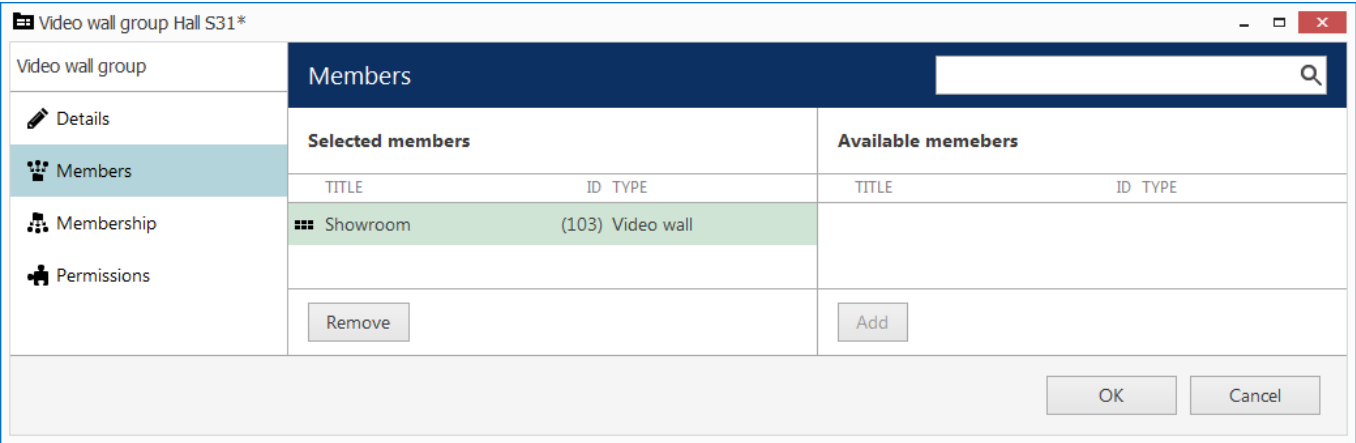 Video wall group Hall S31*
Video wall group
Members
Details
Members
Membership
Permissions
Selected members
TITLE ID TYPE
Showroom (103) Video wall
Remove
Available memebers
TITLE ID TYPE
Add
OK Cancel